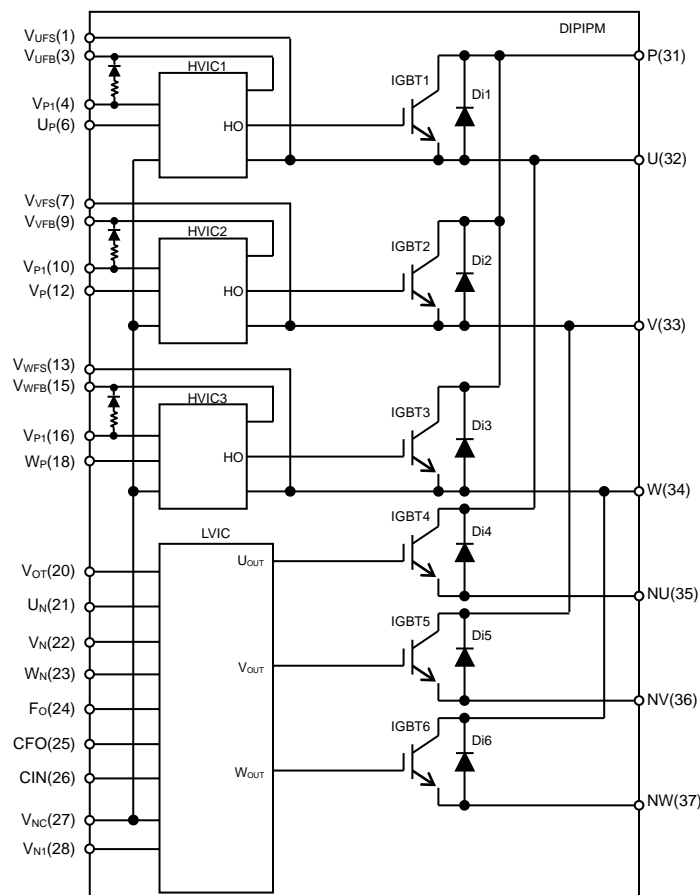 DIPIPM
VUFS(1)
VUFB(3)
HVIC1
IGBT1
Di1
P(31)
VP1(4)
UP(6)
HO
U(32)
VVFS(7)
VVFB(9)
HVIC2
IGBT2
Di2
VP1(10)
VP(12)
HO
V(33)
VWFS(13)
VWFB(15)
HVIC3
IGBT3
Di3
VP1(16)
WP(18)
HO
W(34)
LVIC
IGBT4
Di4
UOUT
VOT(20)
NU(35)
UN(21)
IGBT5
Di5
VN(22)
VOUT
WN(23)
NV(36)
FO(24)
IGBT6
Di6
CFO(25)
WOUT
CIN(26)
NW(37)
VNC(27)
VN1(28)